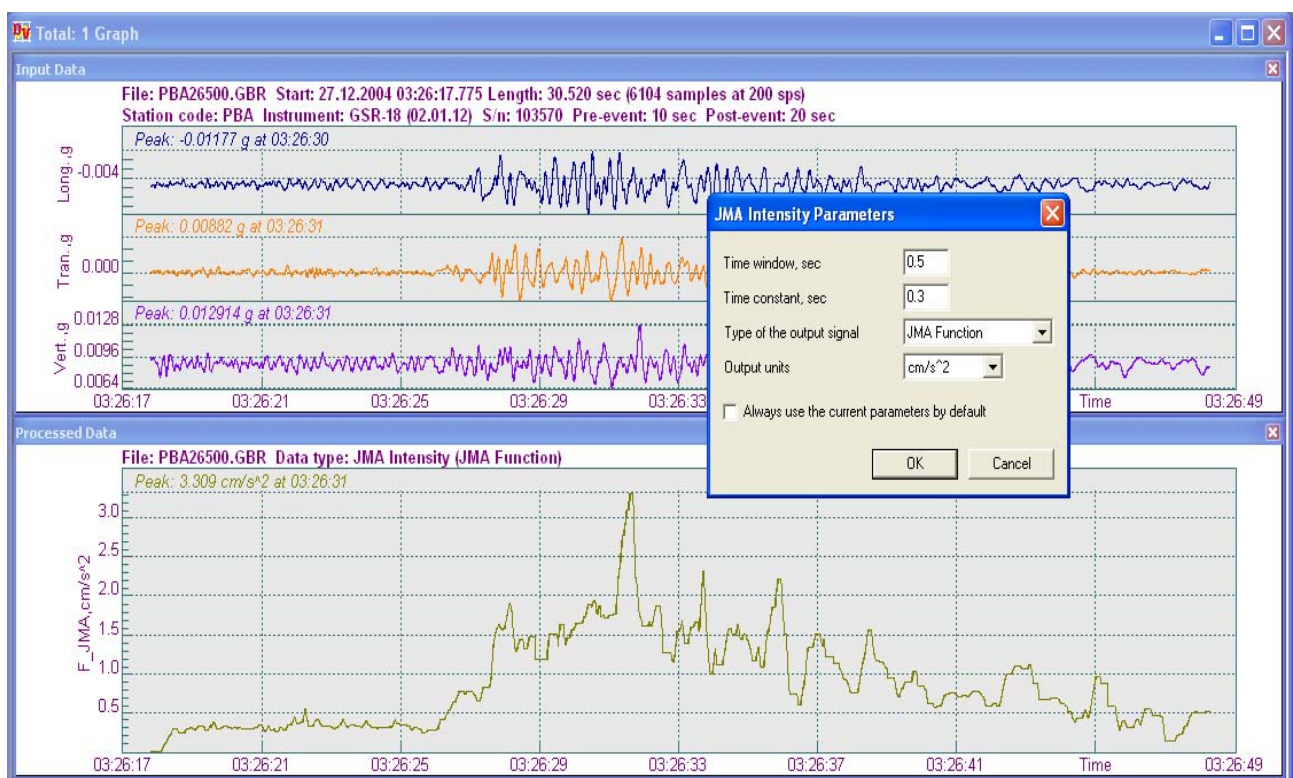 Total: 1 Graph
Input Data
File: PBA26500.GBR Start: 27.12.2004 03:26:17.775 Length: 30.520 sec (6104 samples at 200 sps)
Station code: PBA Instrument: GSR-18 (02.01.12) S/n: 103570 Pre-event: 10 sec Post-event: 20 sec
Peak: -0.01177 g at 03:26:30
Long.,g
-0.004
Peak: 0.00882 g at 03:26:31
Tran.,g
0.000
Peak: 0.012914 g at 03:26:31
Vert.,g
0.0128
0.0096
0.0064
03:26:17 03:26:21 03:26:25 03:26:29 03:26:33 Time 03:26:49
JMA Intensity Parameters
Time window, sec 0.5
Time constant, sec 0.3
Type of the output signal JMA Function
Output units cm/s^2
Always use the current parameters by default
OK Cancel
Processed Data
File: PBA26500.GBR Data type: JMA Intensity (JMA Function)
Peak: 3.309 cm/s^2 at 03:26:31
F_JMA,cm/s^2
3.0
2.5
2.0
1.5
1.0
0.5
03:26:17 03:26:21 03:26:25 03:26:29 03:26:33 03:26:37 03:26:41 Time 03:26:49